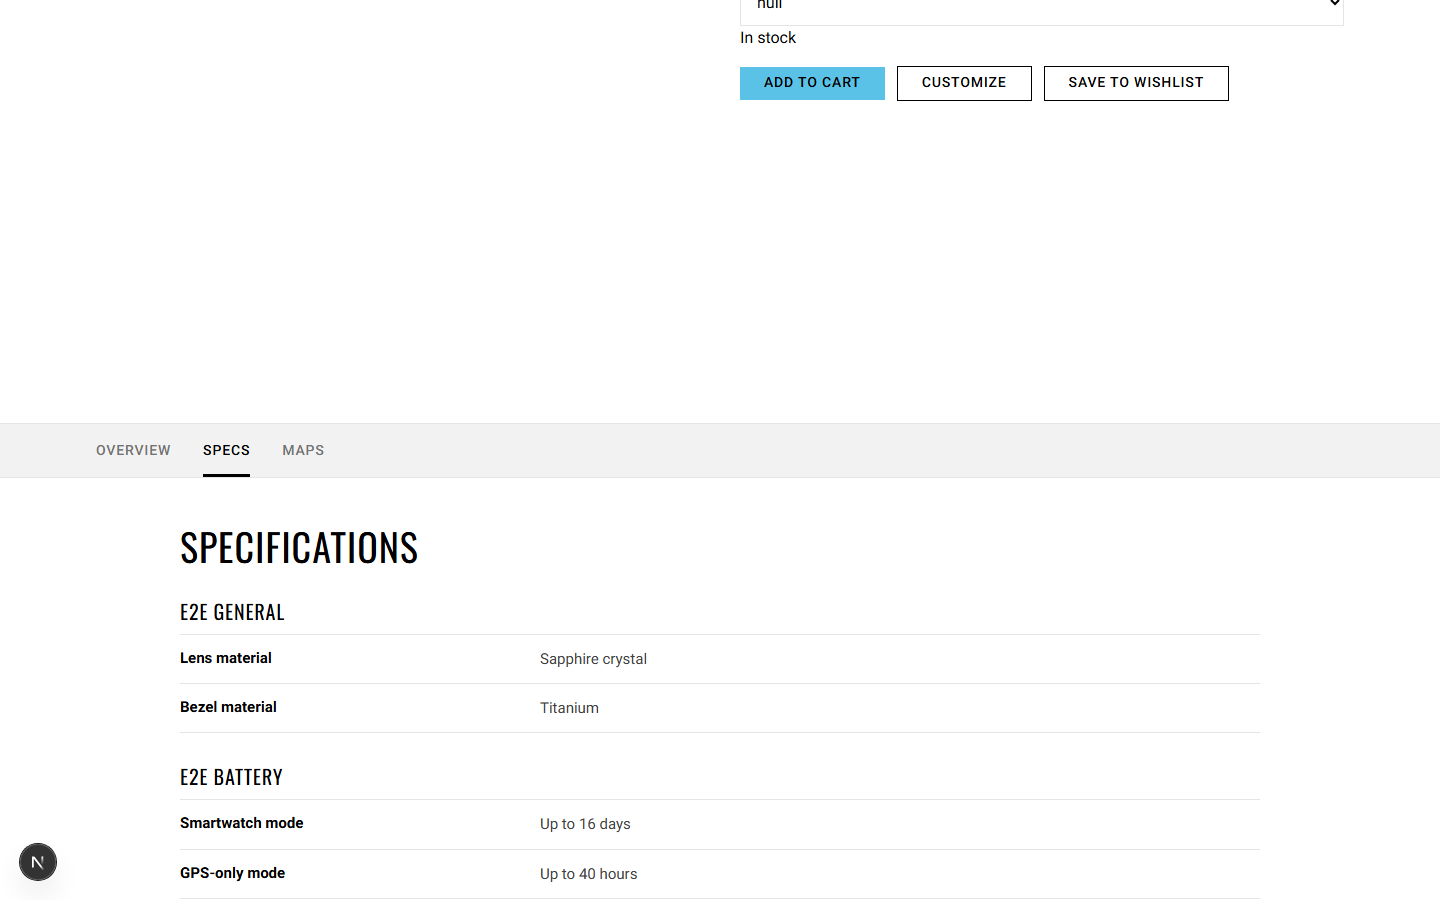 null
In stock
ADD TO CART
CUSTOMIZE
SAVE TO WISHLIST
OVERVIEW
SPECS
MAPS
SPECIFICATIONS
E2E GENERAL
Lens material
Sapphire crystal
Bezel material
Titanium
E2E BATTERY
Smartwatch mode
Up to 16 days
GPS-only mode
Up to 40 hours
N